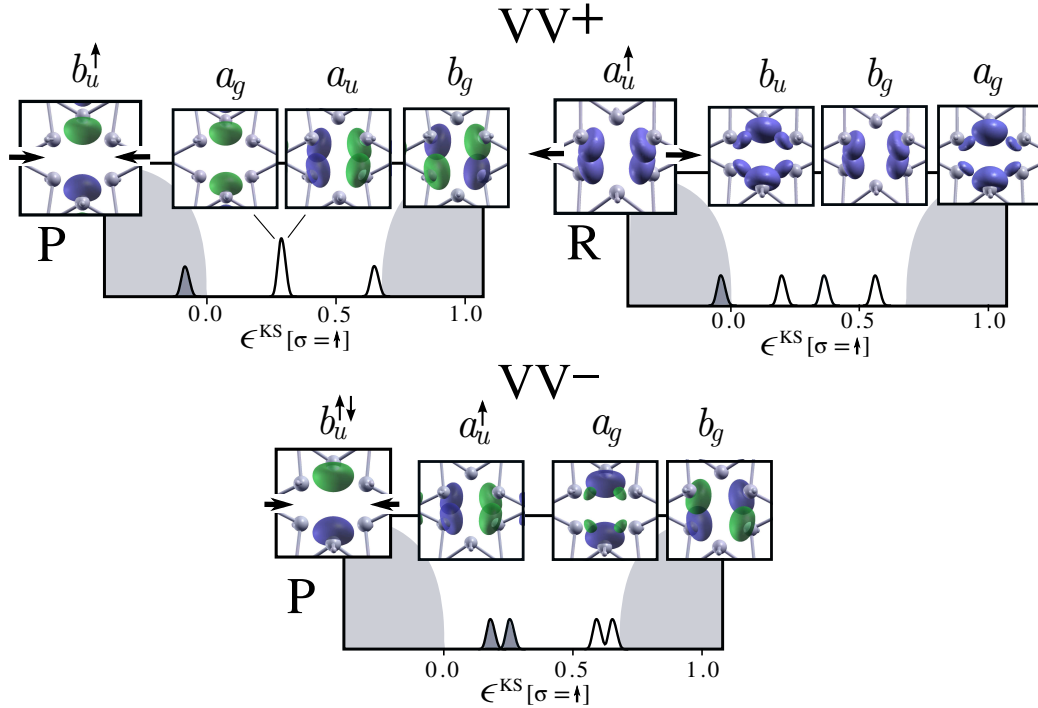 VV+
b_u↑ a_g a_u b_g
P
0.0 0.5 1.0
ϵ^KS [σ = ↑]
a_u↑ b_u b_g a_g
R
0.0 0.5 1.0
ϵ^KS [σ = ↑]
VV−
b_u↑↓ a_u↑ a_g b_g
P
0.0 0.5 1.0
ϵ^KS [σ = ↑]